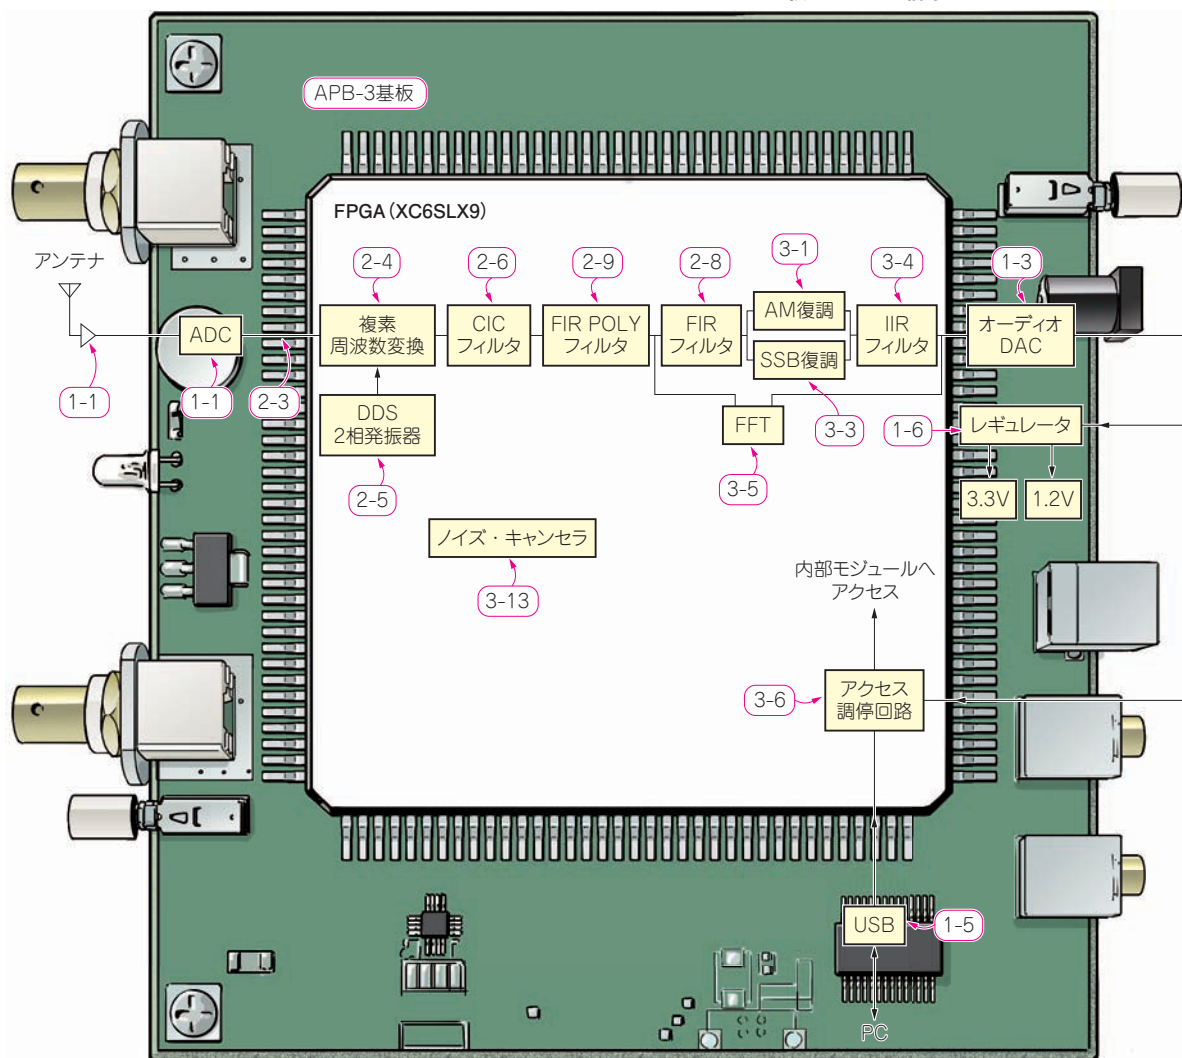 APB-3基板
FPGA(XC6SLX9)
アンテナ
1-1
ADC
1-1
2-3
2-4
複素
周波数変換
DDS
2相発振器
2-5
2-6
CIC
フィルタ
2-9
FIR POLY
フィルタ
2-8
FIR
フィルタ
3-1
AM復調
SSB復調
3-3
3-4
IIR
フィルタ
FFT
3-5
1-3
オーディオ
DAC
1-6
レギュレータ
3.3V
1.2V
ノイズ・キャンセラ
3-13
内部モジュールへ
アクセス
3-6
アクセス
調停回路
USB
1-5
PC